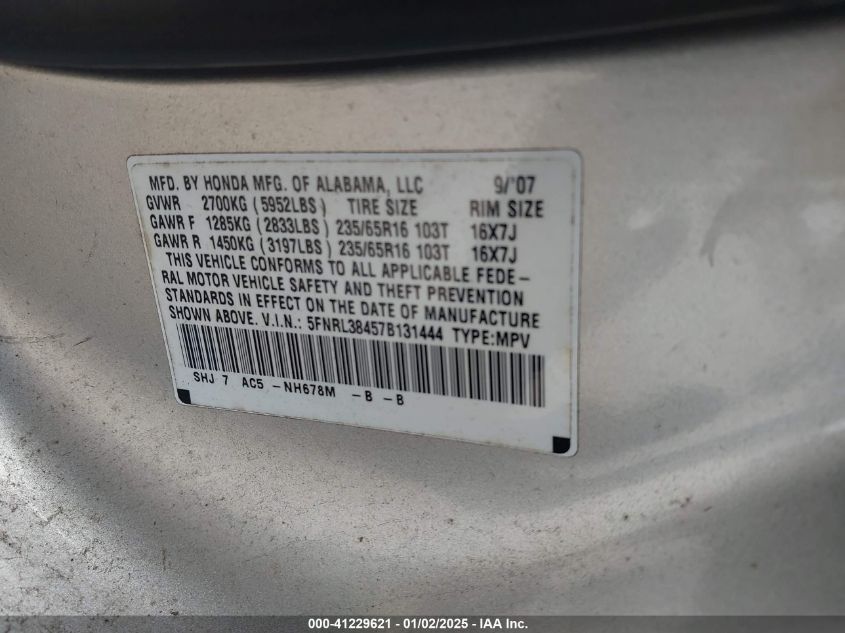 MFD. BY HONDA MFG. OF ALABAMA, LLC 9/'07
GVWR 2700KG (5952LBS) TIRE SIZE RIM SIZE
GAWR F 1285KG (2833LBS) 235/65R16 103T 16X7J
GAWR R 1450KG (3197LBS) 235/65R16 103T 16X7J
THIS VEHICLE CONFORMS TO ALL APPLICABLE FEDE-
RAL MOTOR VEHICLE SAFETY AND THEFT PREVENTION
STANDARDS IN EFFECT ON THE DATE OF MANUFACTURE
SHOWN ABOVE. V.I.N.: 5FNRL38457B131444 TYPE:MPV
SHJ 7 AC5 -NH678M -B -B
000-41229621 - 01/02/2025 - IAA Inc.